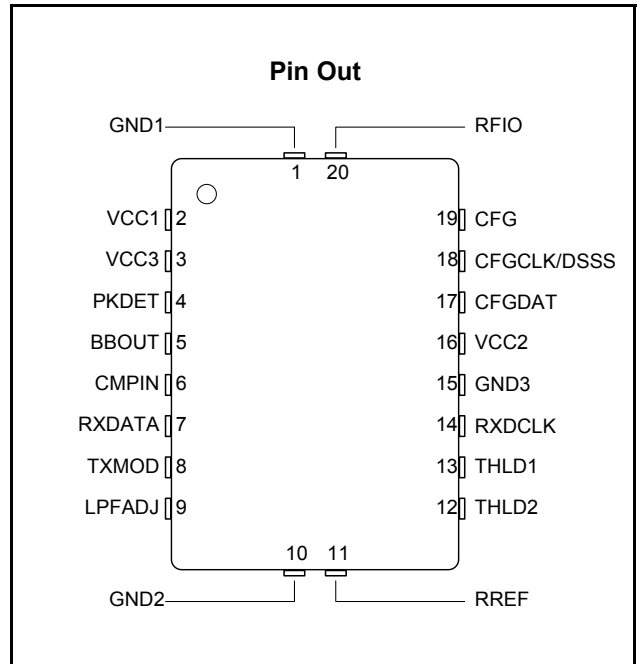 Pin Out
GND1
RFIO
1 20
VCC1 2
19 CFG
VCC3 3
18 CFGCLK/DSSS
PKDET 4
17 CFGDAT
BBOUT 5
16 VCC2
CMPIN 6
15 GND3
RXDATA 7
14 RXDCLK
TXMOD 8
13 THLD1
LPFADJ 9
12 THLD2
10 11
GND2
RREF